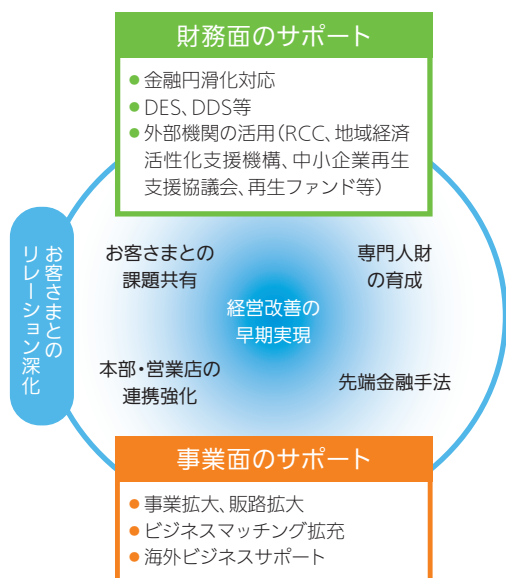 財務面のサポート
● 金融円滑化対応
● DES、DDS等
● 外部機関の活用（RCC、地域経済
活性化支援機構、中小企業再生
支援協議会、再生ファンド等）
お客さまとの
リレーション深化
お客さまとの
課題共有
専門人財
の育成
経営改善の
早期実現
本部・営業店の
連携強化
先端金融手法
事業面のサポート
● 事業拡大、販路拡大
● ビジネスマッチング拡充
● 海外ビジネスサポート